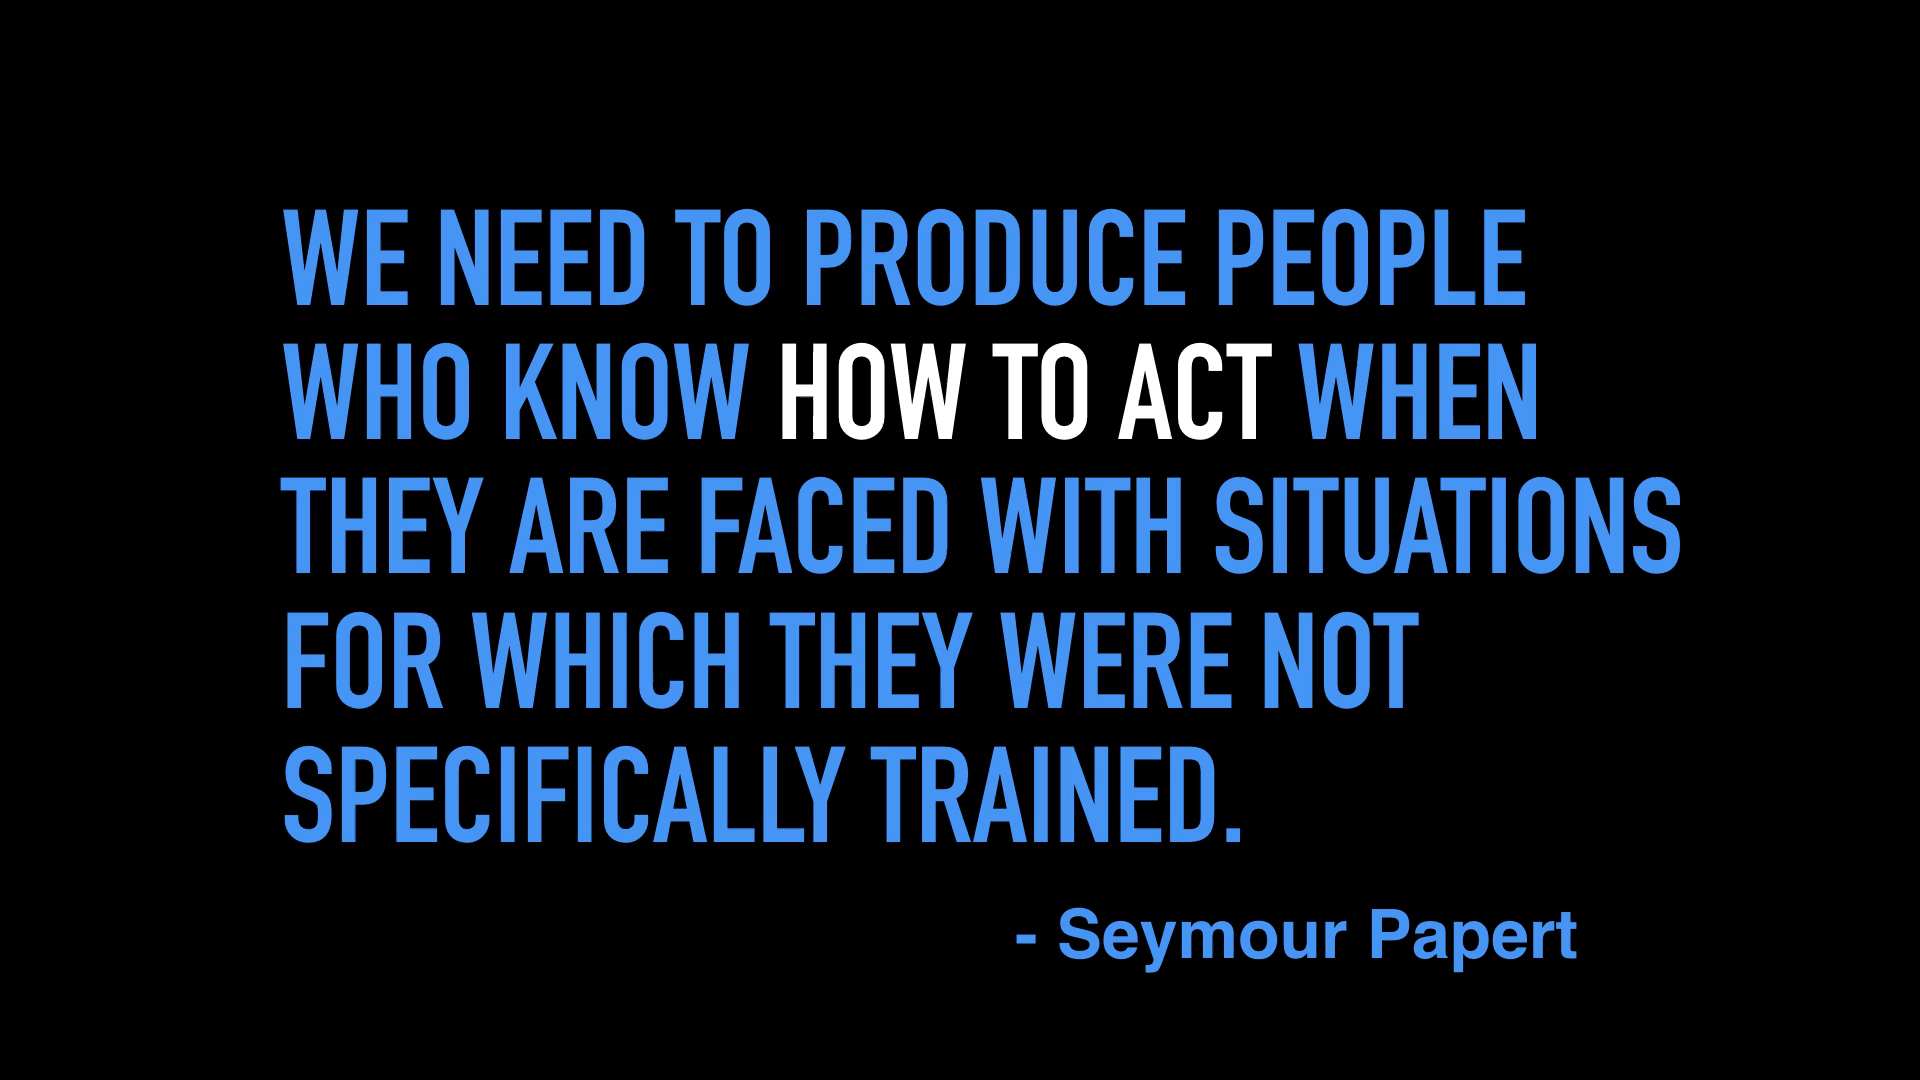 WE NEED TO PRODUCE PEOPLE
WHO KNOW HOW TO ACT WHEN
THEY ARE FACED WITH SITUATIONS
FOR WHICH THEY WERE NOT
SPECIFICALLY TRAINED.
- Seymour Papert